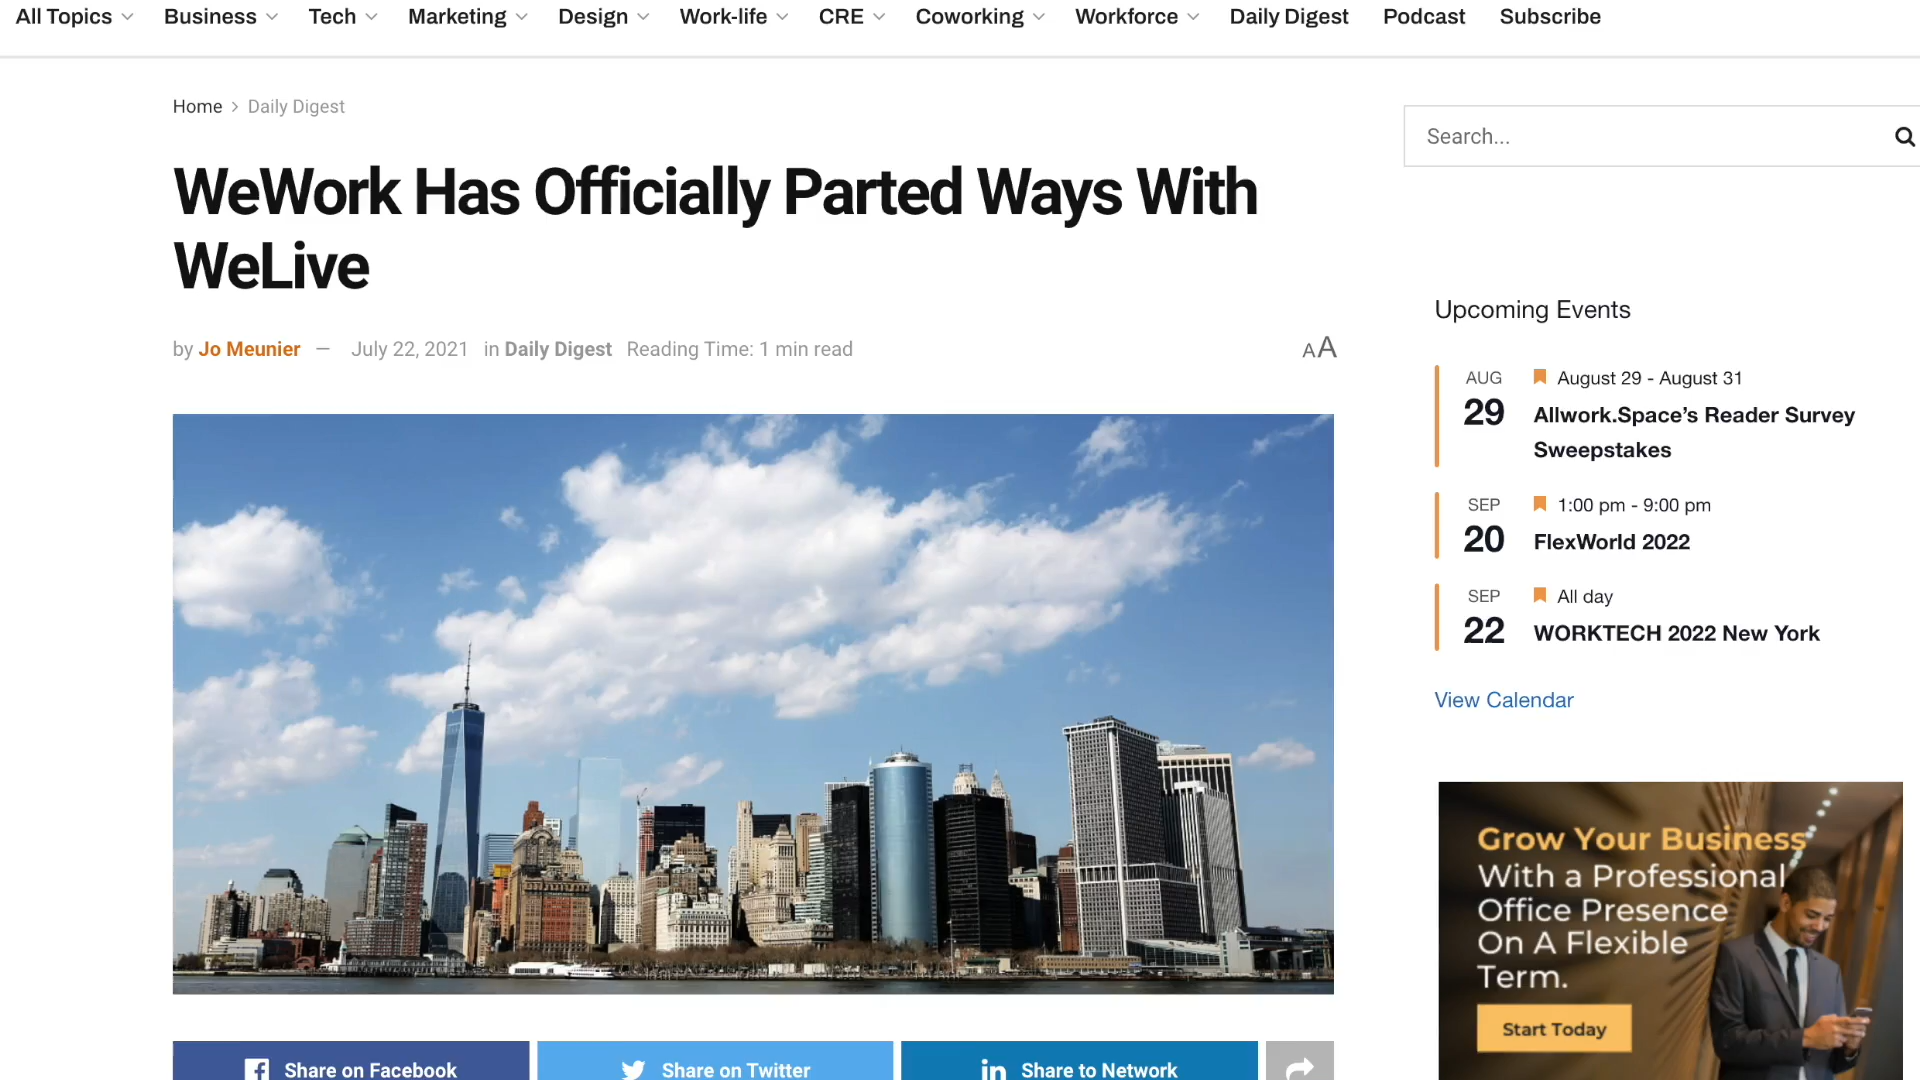 All Topics
Business
Tech
Marketing
Design
Work-life
CRE
Coworking
Workforce
Daily Digest
Podcast
Subscribe
Home > Daily Digest
WeWork Has Officially Parted Ways With
WeLive
by Jo Meunier — July 22, 2021 in Daily Digest Reading Time: 1 min read
AA
Share on Facebook
Share on Twitter
Share to Network
Search...
Upcoming Events
AUG
29
August 29 - August 31
Allwork.Space’s Reader Survey
Sweepstakes
SEP
20
1:00 pm - 9:00 pm
FlexWorld 2022
SEP
22
All day
WORKTECH 2022 New York
View Calendar
Grow Your Business
With a Professional
Office Presence
On A Flexible
Term.
Start Today